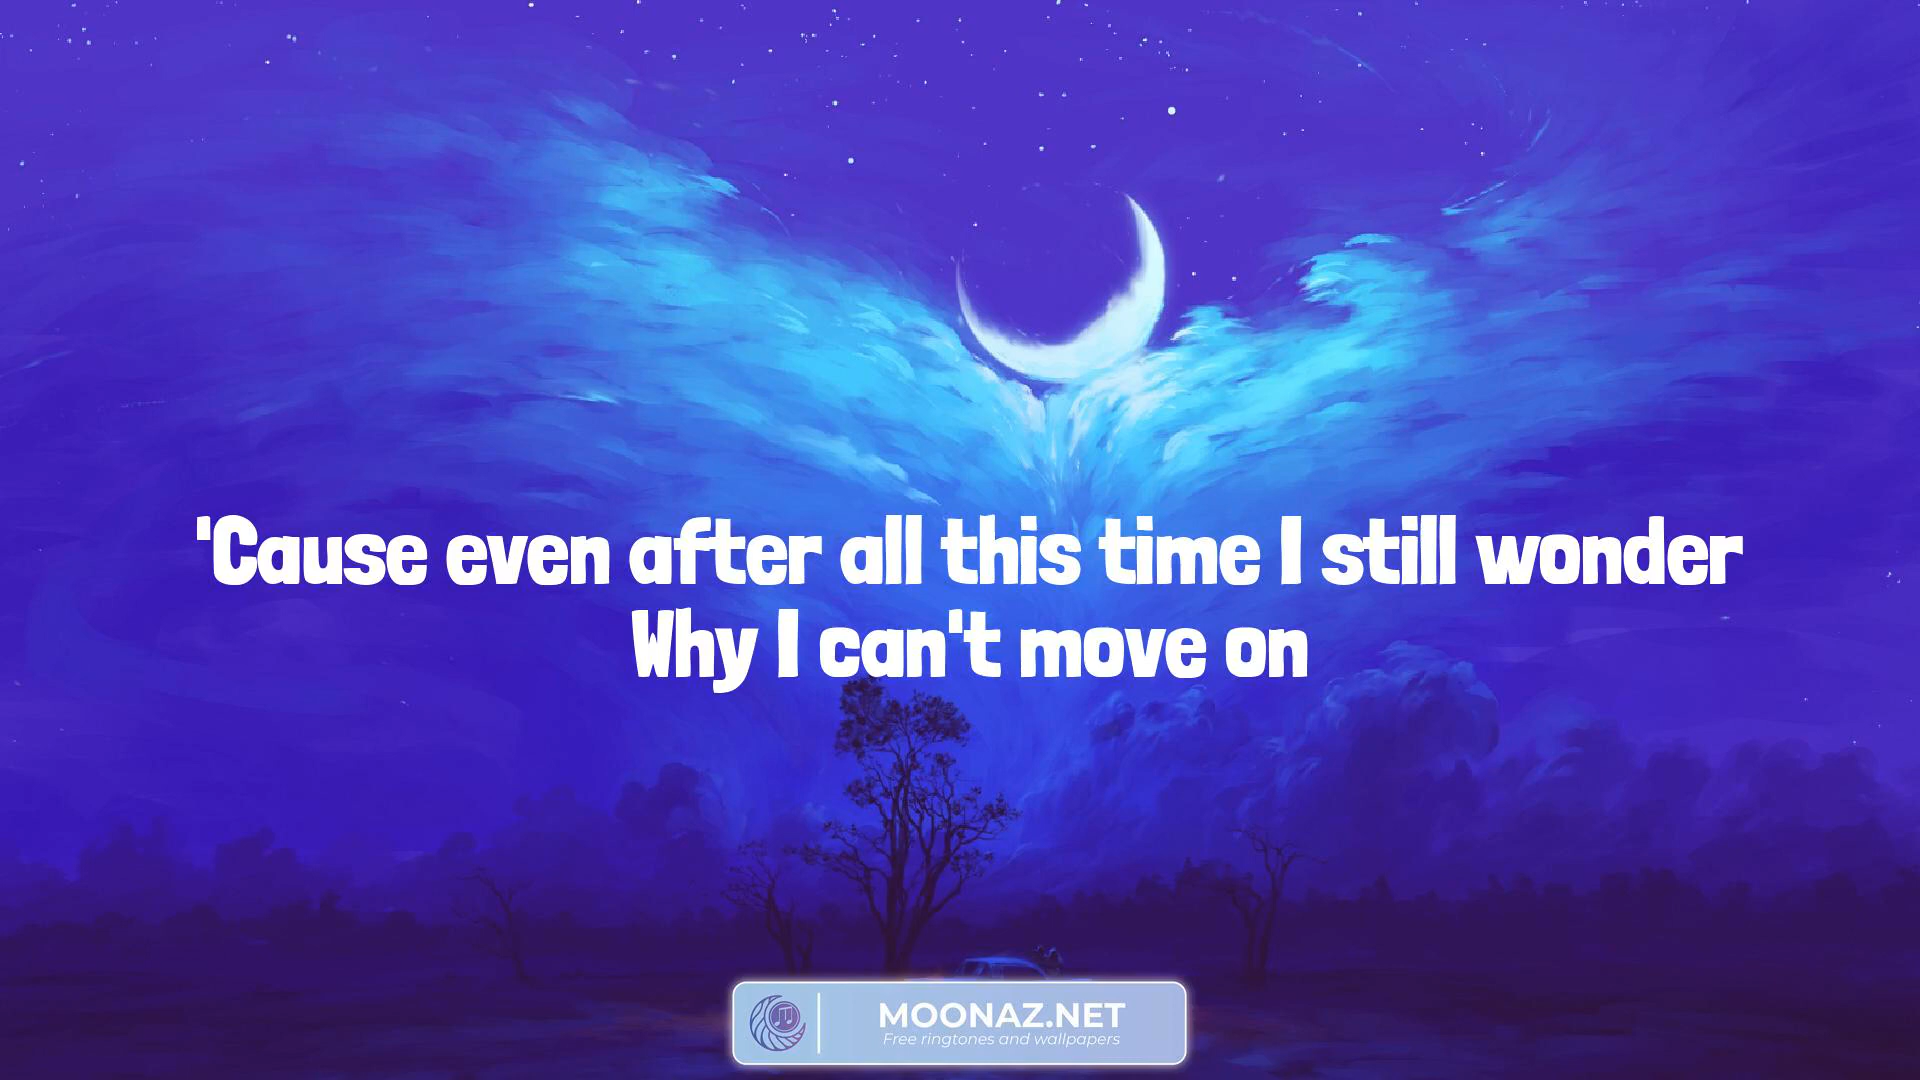 'Cause even after all this time I still wonder
Why I can't move on
MOONAZ.NET
Free ringtones and wallpapers